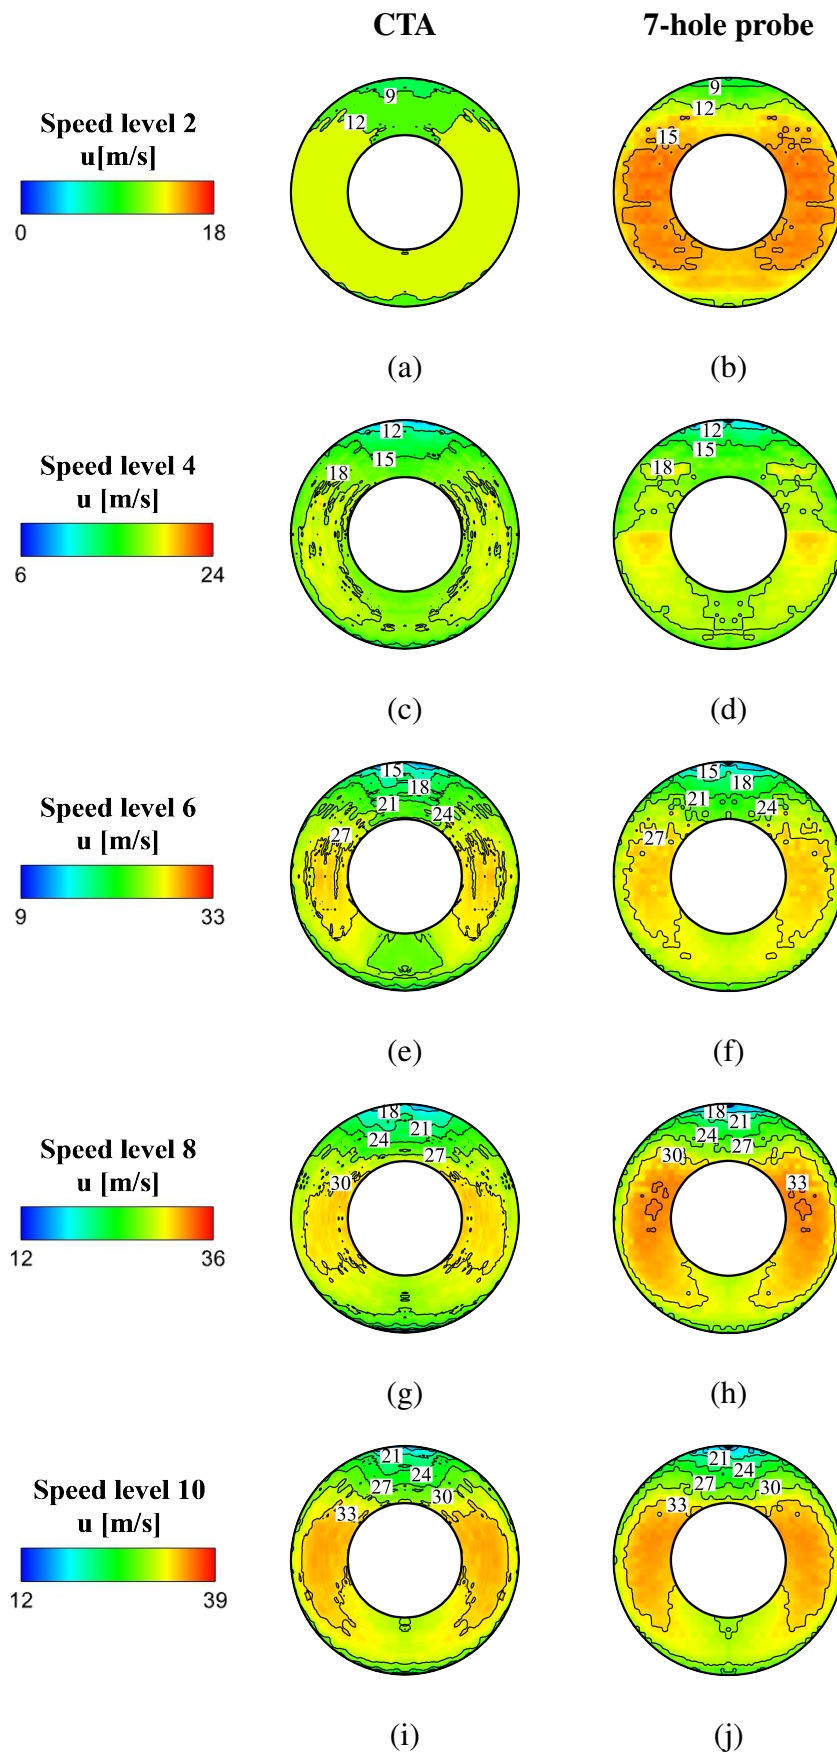 CTA 7-hole probe
Speed level 2
u[m/s]
0 18
9
12
9
12
15
(a) (b)
Speed level 4
u [m/s]
6 24
12
15
18
12
15
18
(c) (d)
Speed level 6
u [m/s]
9 33
15
18
21
24
27
15
18
21
24
27
(e) (f)
Speed level 8
u [m/s]
12 36
18
21
24
27
30
18
21
24
27
30
33
(g) (h)
Speed level 10
u [m/s]
12 39
21
24
27
30
33
21
24
27
30
33
(i) (j)